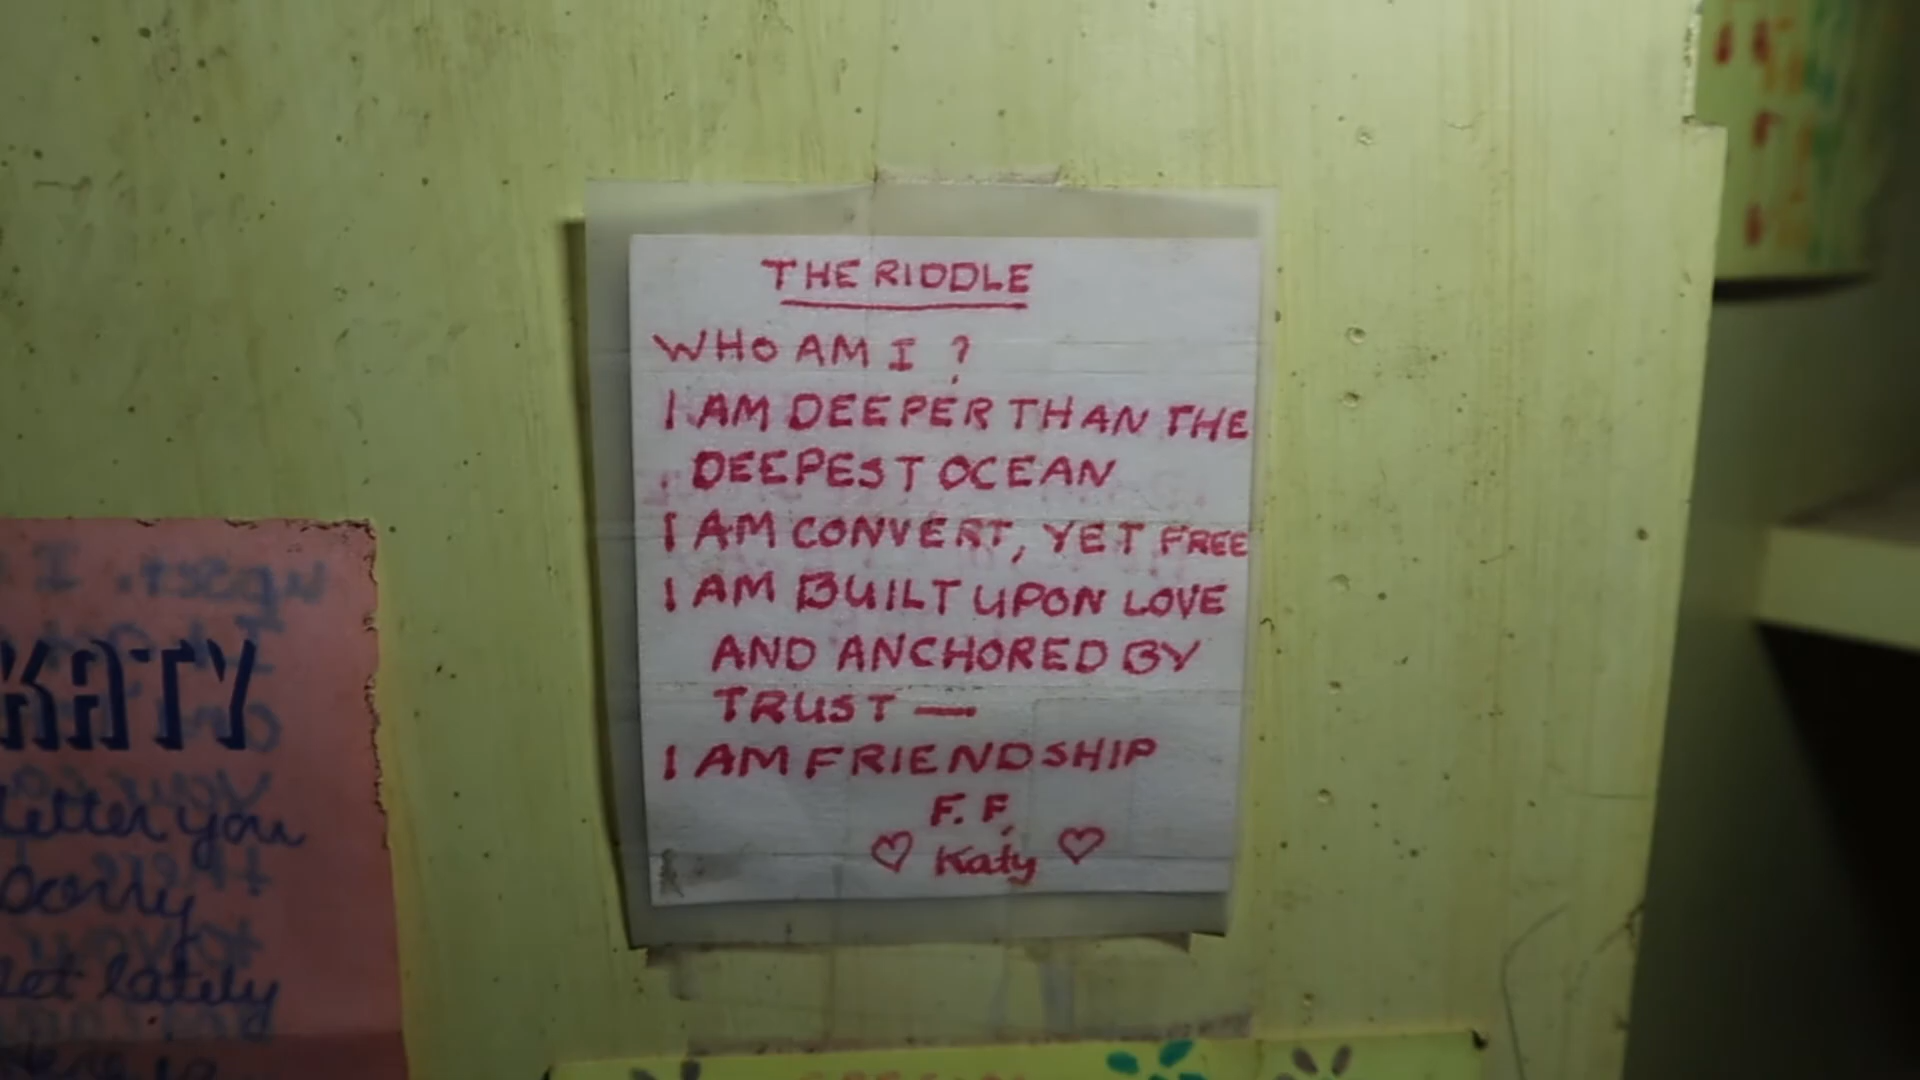 THE RIDDLE
WHO AM I ?
I AM DEEPER THAN THE
DEEPEST OCEAN
I AM CONVERT, YET FREE
I AM BUILT UPON LOVE
AND ANCHORED BY
TRUST —
I AM FRIENDSHIP
F. F.
♡ Katy ♡
KATY
letter you
Sorry
lately